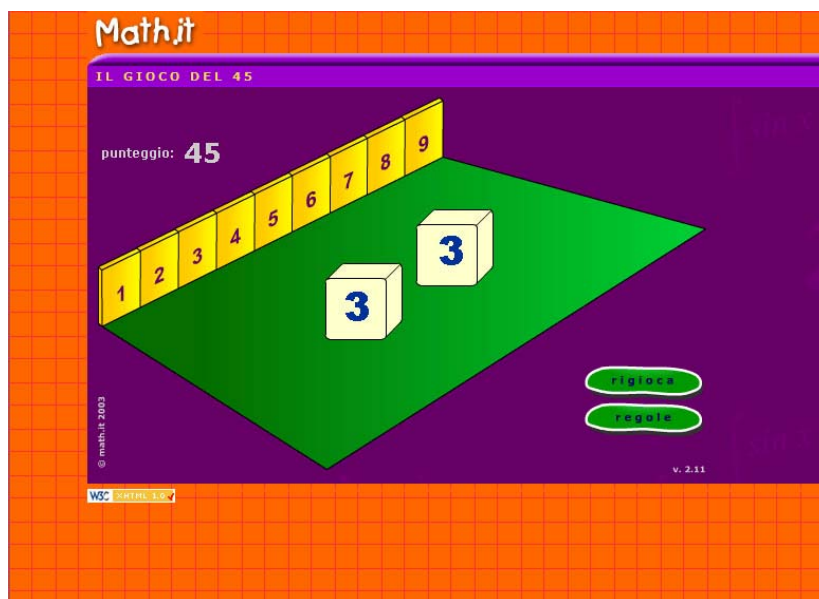 Math.it
IL GIOCO DEL 45
punteggio: 45
1 2 3 4 5 6 7 8 9
3
3
rigioca
regole
© math.it 2003
v. 2.11
W3C XHTML 1.0